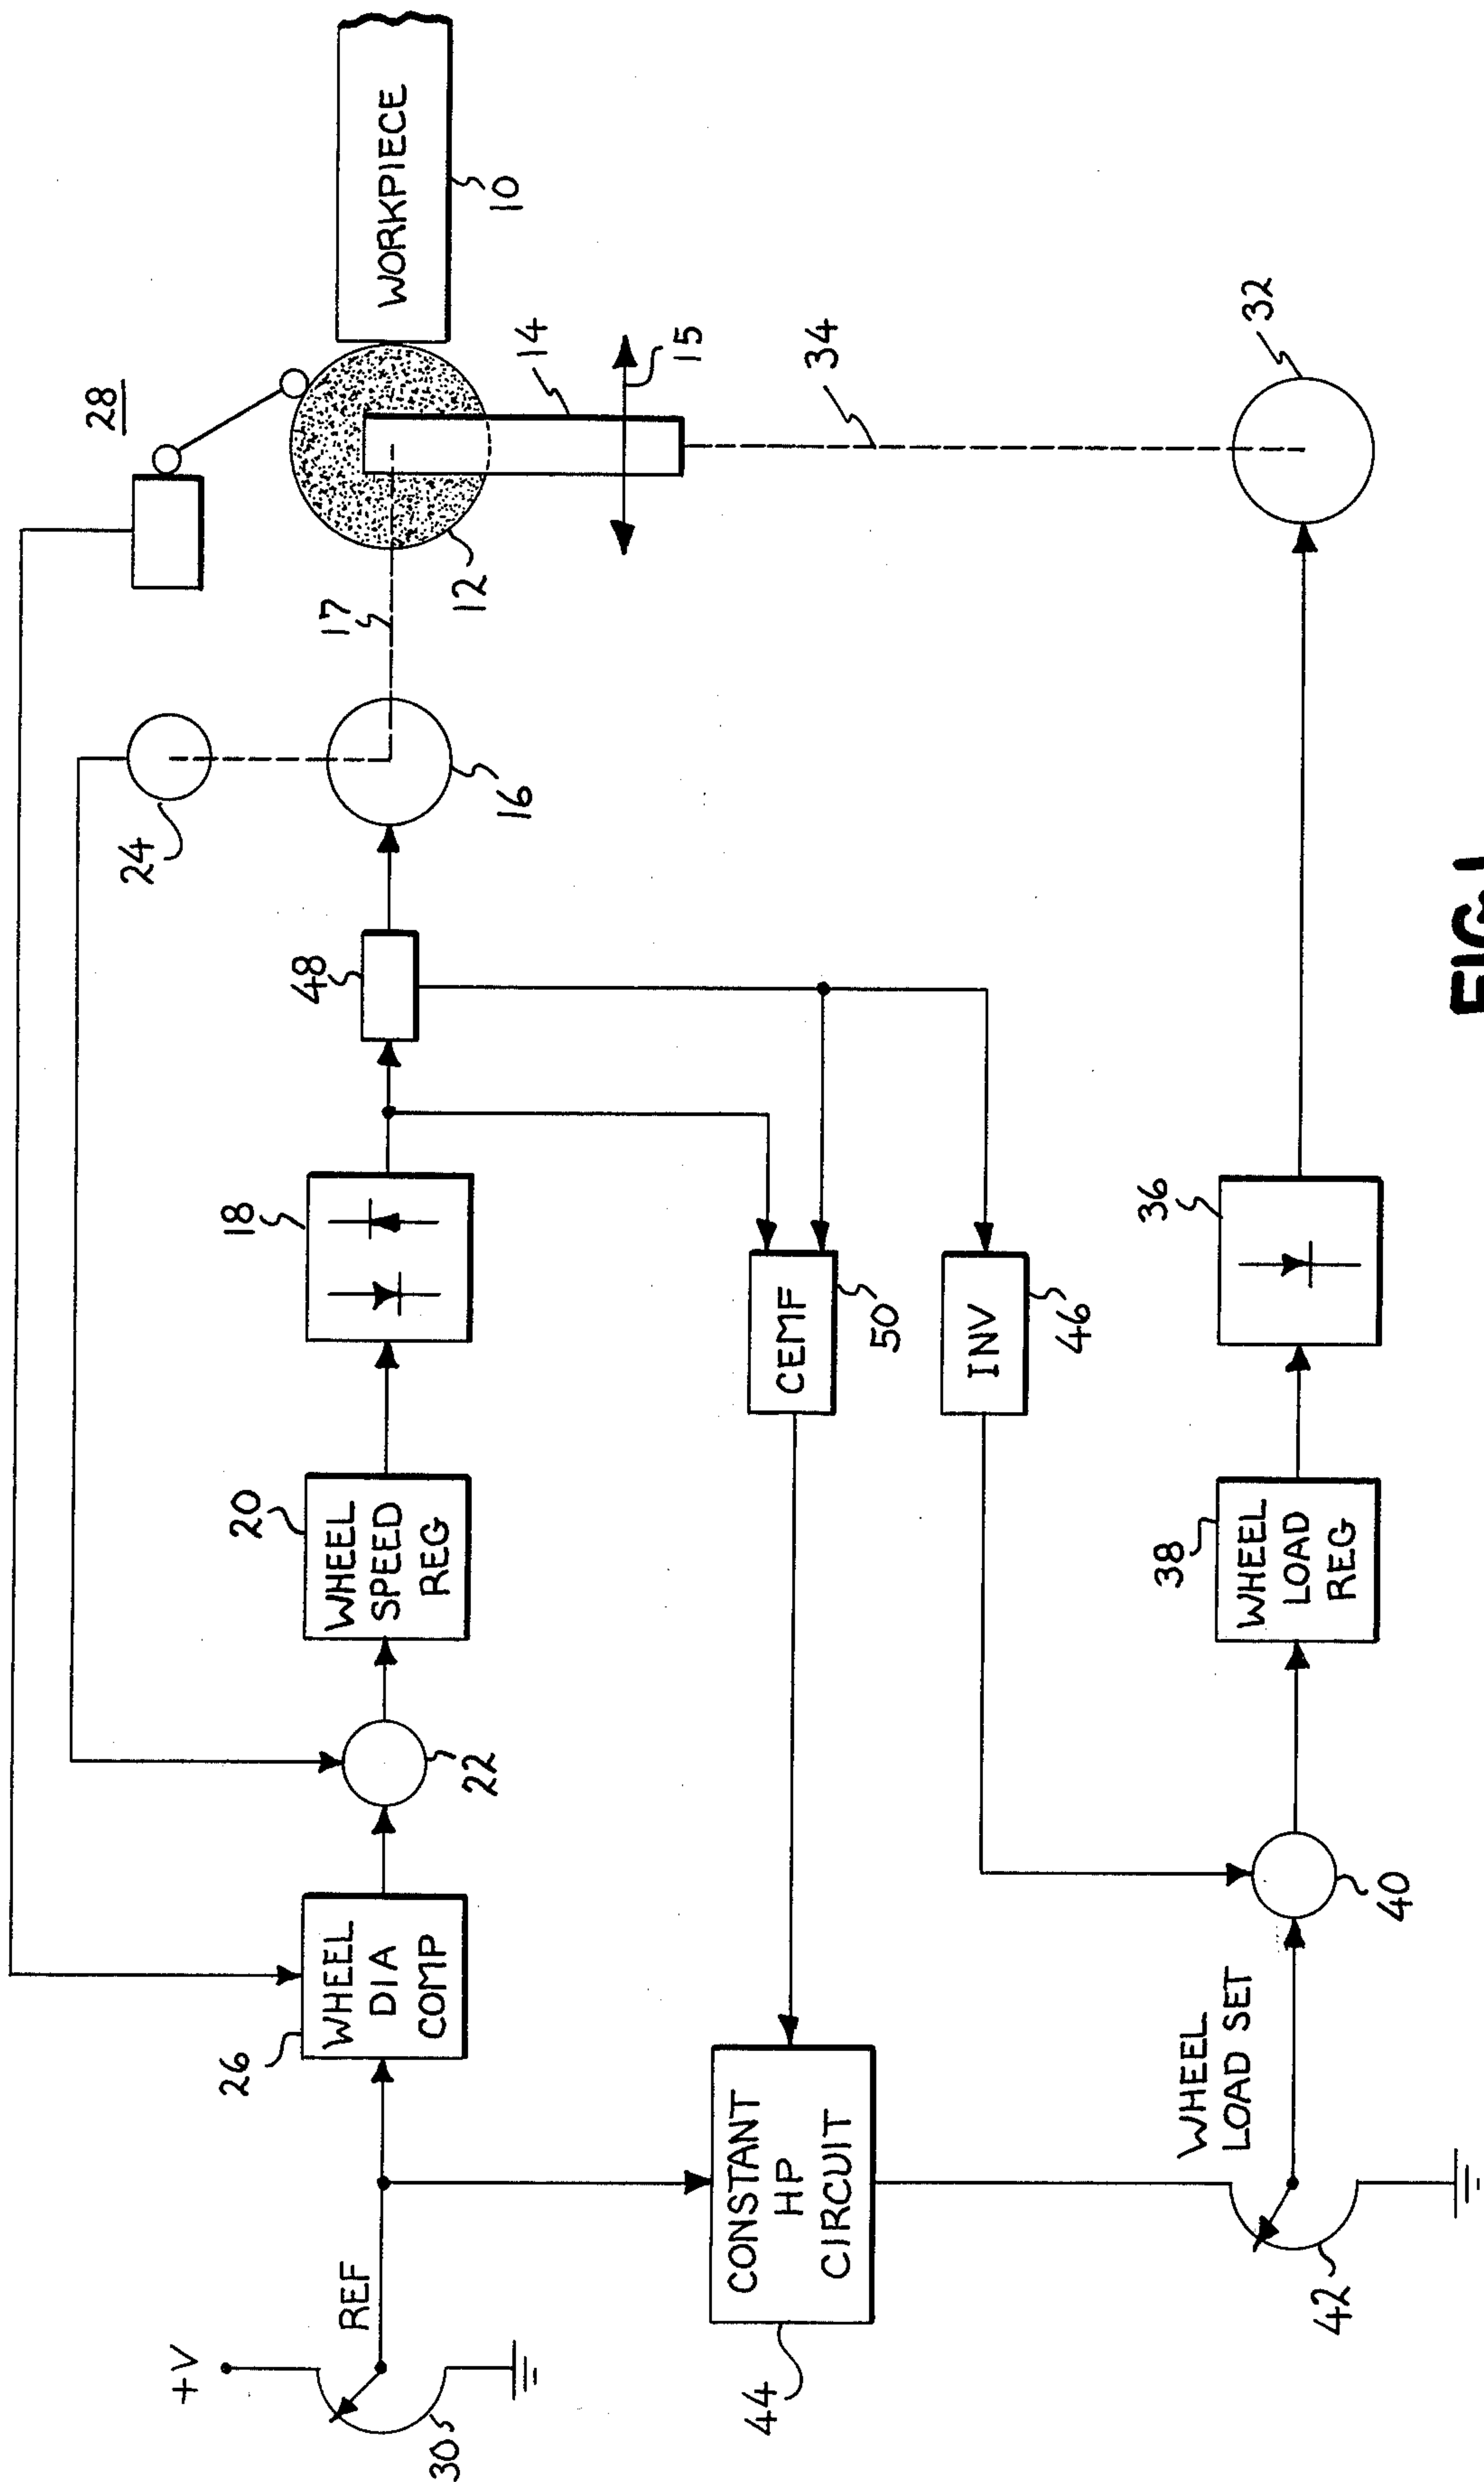 28
WORKPIECE
10
14
15
34
32
12
17
24
16
48
18
36
CEMF
50
INV
46
20
WHEEL
SPEED
REG
38
WHEEL
LOAD
REG
22
40
26
WHEEL
DIA
COMP
WHEEL
LOAD SET
REF
CONSTANT
HP
CIRCUIT
44
42
+V
30